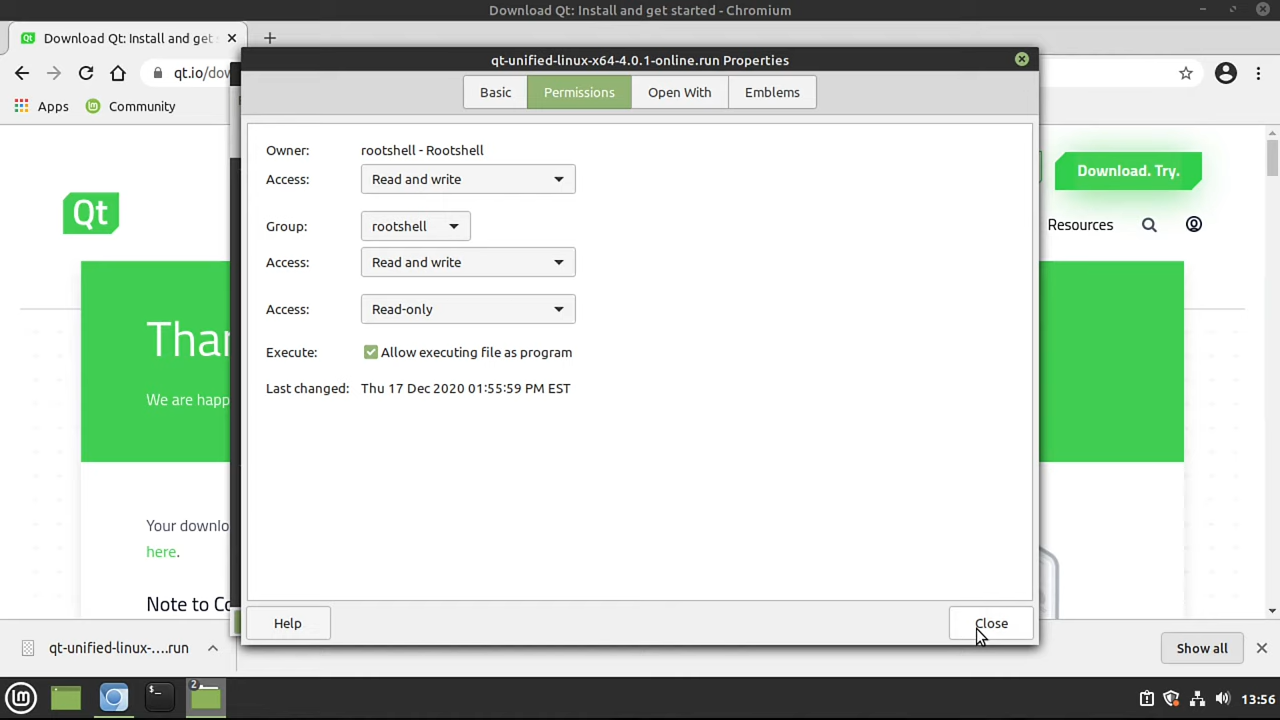 Download Qt: Install and get started - Chromium
Download Qt: Install and get
qt.io/dow
Apps
Community
qt-unified-linux-x64-4.0.1-online.run Properties
Basic Permissions Open With Emblems
Owner: rootshell - Rootshell
Access: Read and write
Group: rootshell
Access: Read and write
Access: Read-only
Execute: Allow executing file as program
Last changed: Thu 17 Dec 2020 01:55:59 PM EST
Help
Close
Qt
Download. Try.
Resources
Than
We are happ
Your downlo
here.
Note to Co
qt-unified-linux-....run
Show all
2
13:56